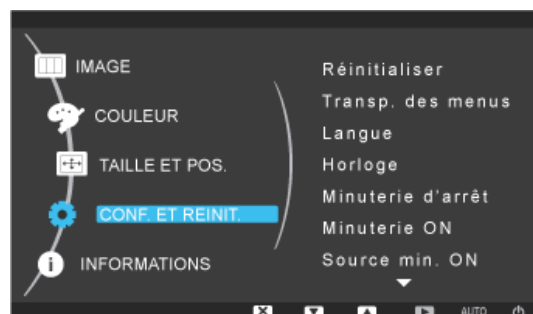 IMAGE
COULEUR
TAILLE ET POS.
CONF. ET REINIT.
INFORMATIONS
Réinitialiser
Transp. des menus
Langue
Horloge
Minuterie d'arrêt
Minuterie ON
Source min. ON
AUTO